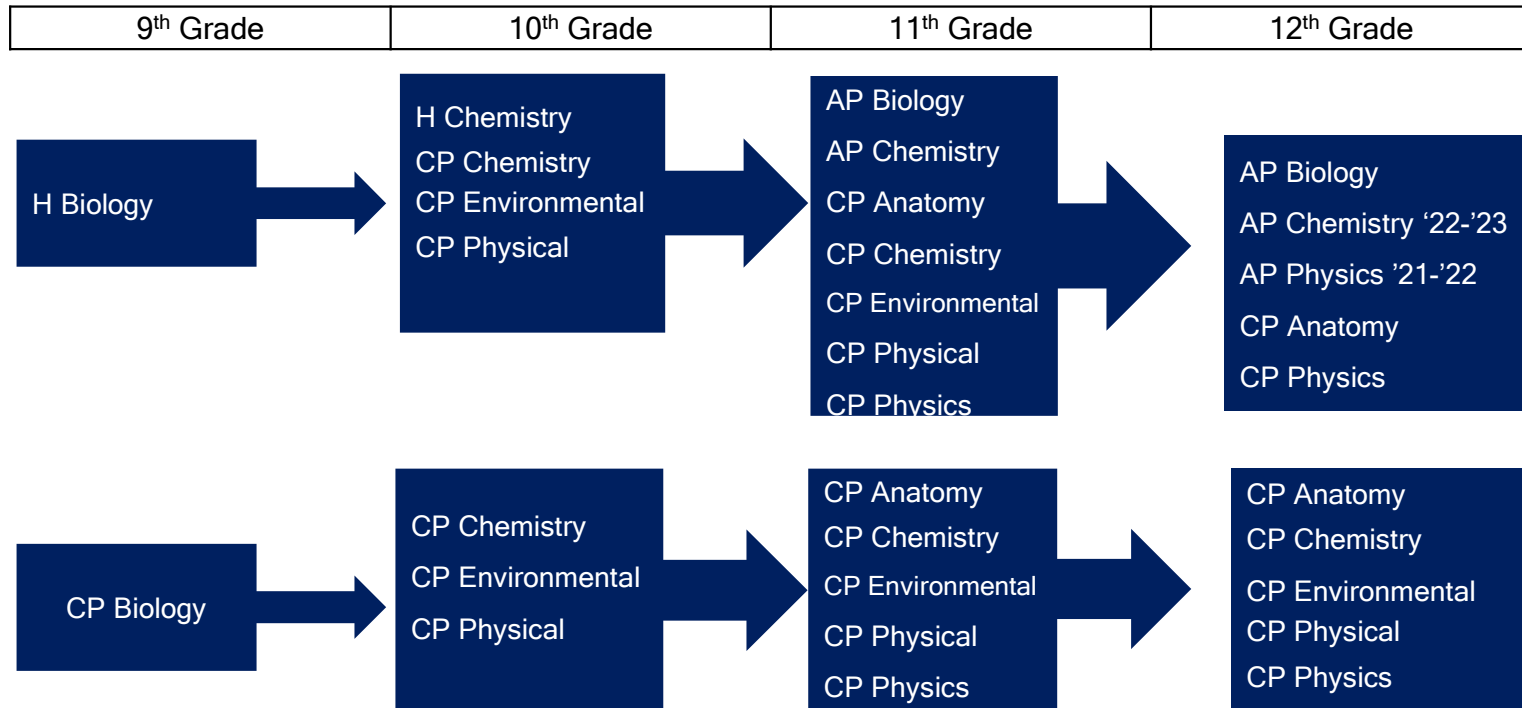 9th Grade
10th Grade
11th Grade
12th Grade
H Biology
H Chemistry
CP Chemistry
CP Environmental
CP Physical
AP Biology
AP Chemistry
CP Anatomy
CP Chemistry
CP Environmental
CP Physical
CP Physics
AP Biology
AP Chemistry ‘22-’23
AP Physics ’21-’22
CP Anatomy
CP Physics
CP Biology
CP Chemistry
CP Environmental
CP Physical
CP Anatomy
CP Chemistry
CP Environmental
CP Physical
CP Physics
CP Anatomy
CP Chemistry
CP Environmental
CP Physical
CP Physics